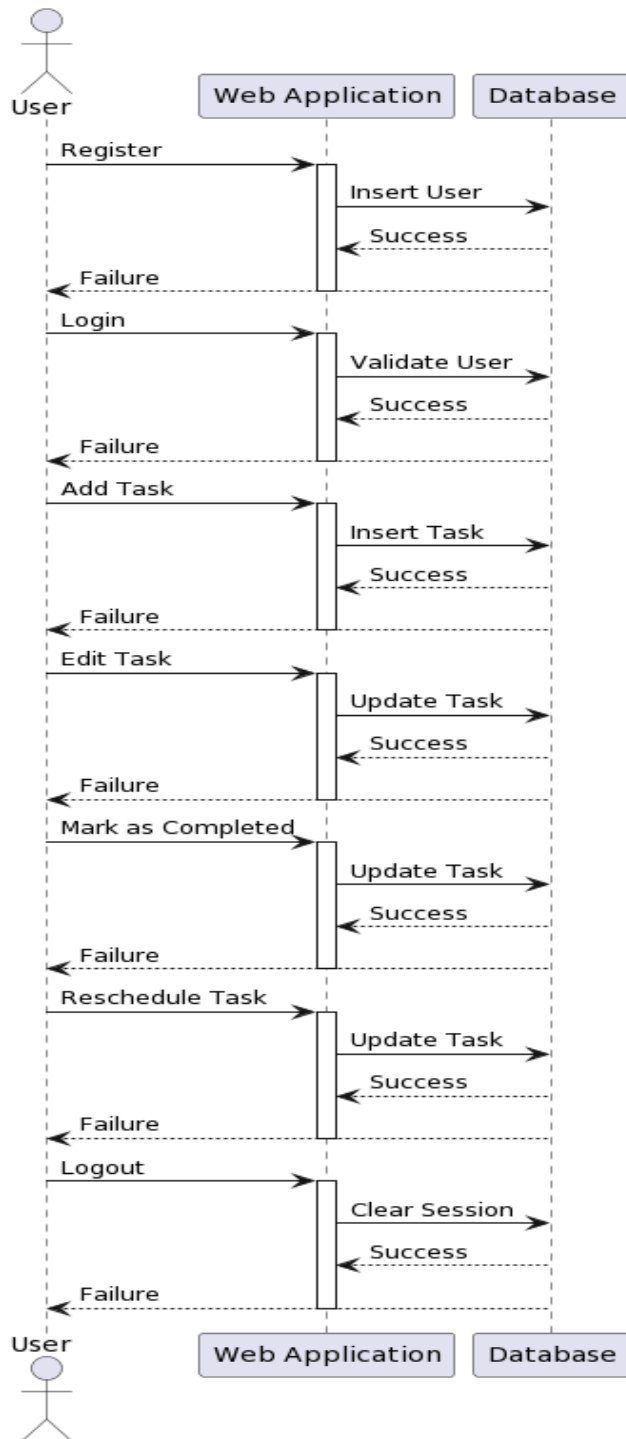 User
Web Application
Database
Register
Insert User
Success
Failure
Login
Validate User
Success
Failure
Add Task
Insert Task
Success
Failure
Edit Task
Update Task
Success
Failure
Mark as Completed
Update Task
Success
Failure
Reschedule Task
Update Task
Success
Failure
Logout
Clear Session
Success
Failure
User
Web Application
Database